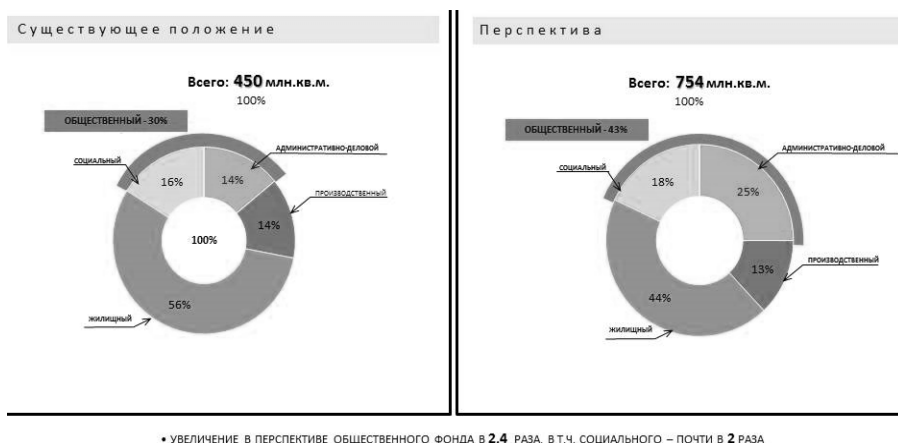 Существующее положение
Всего: 450 млн.кв.м.
100%
ОБЩЕСТВЕННЫЙ - 30%
СОЦИАЛЬНЫЙ
АДМИНИСТРАТИВНО-ДЕЛОВОЙ
16%
14%
ПРОИЗВОДСТВЕННЫЙ
14%
100%
56%
ЖИЛИЩНЫЙ
Перспектива
Всего: 754 млн.кв.м.
100%
ОБЩЕСТВЕННЫЙ - 43%
АДМИНИСТРАТИВНО-ДЕЛОВОЙ
СОЦИАЛЬНЫЙ
18%
25%
ПРОИЗВОДСТВЕННЫЙ
13%
44%
ЖИЛИЩНЫЙ
• УВЕЛИЧЕНИЕ В ПЕРСПЕКТИВЕ ОБЩЕСТВЕННОГО ФОНДА В 2,4 РАЗА, В Т.Ч. СОЦИАЛЬНОГО – ПОЧТИ В 2 РАЗА